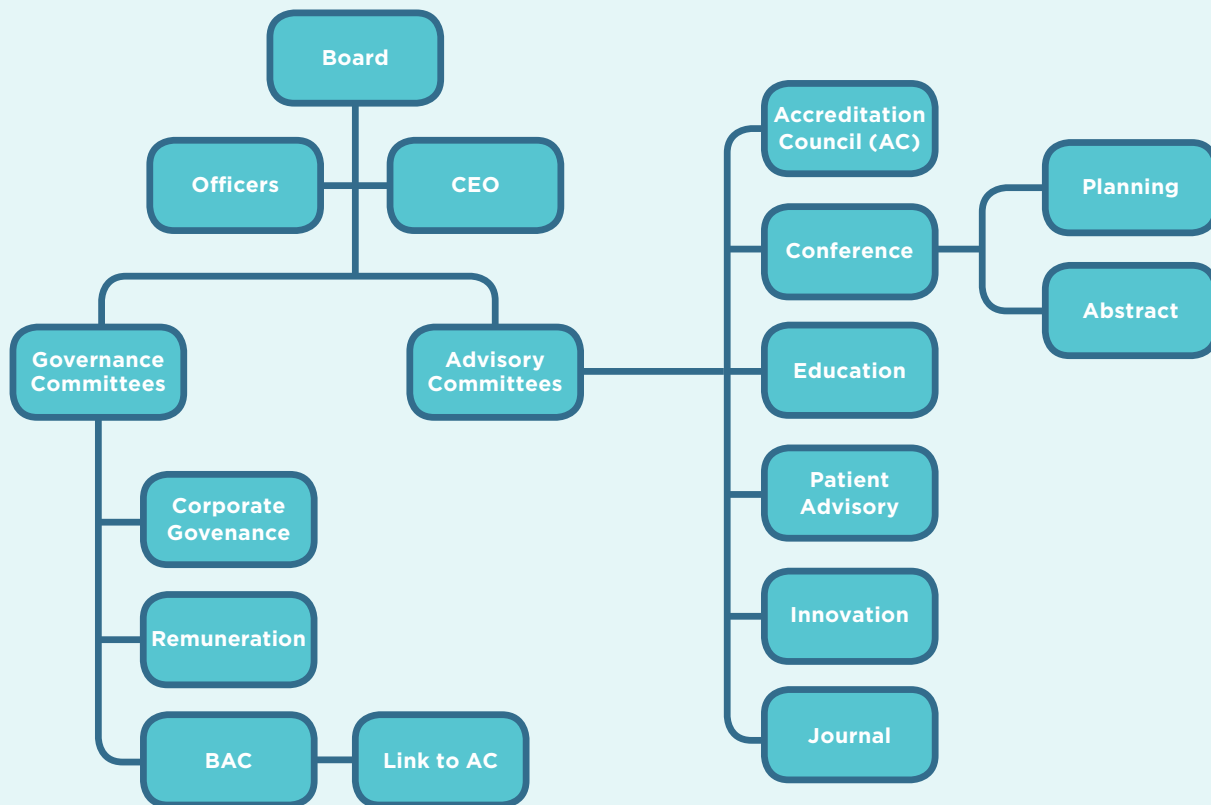 Board
Officers
CEO
Governance
Committees
Advisory
Committees
Corporate
Govenance
Remuneration
BAC
Link to AC
Accreditation
Council (AC)
Conference
Planning
Abstract
Education
Patient
Advisory
Innovation
Journal